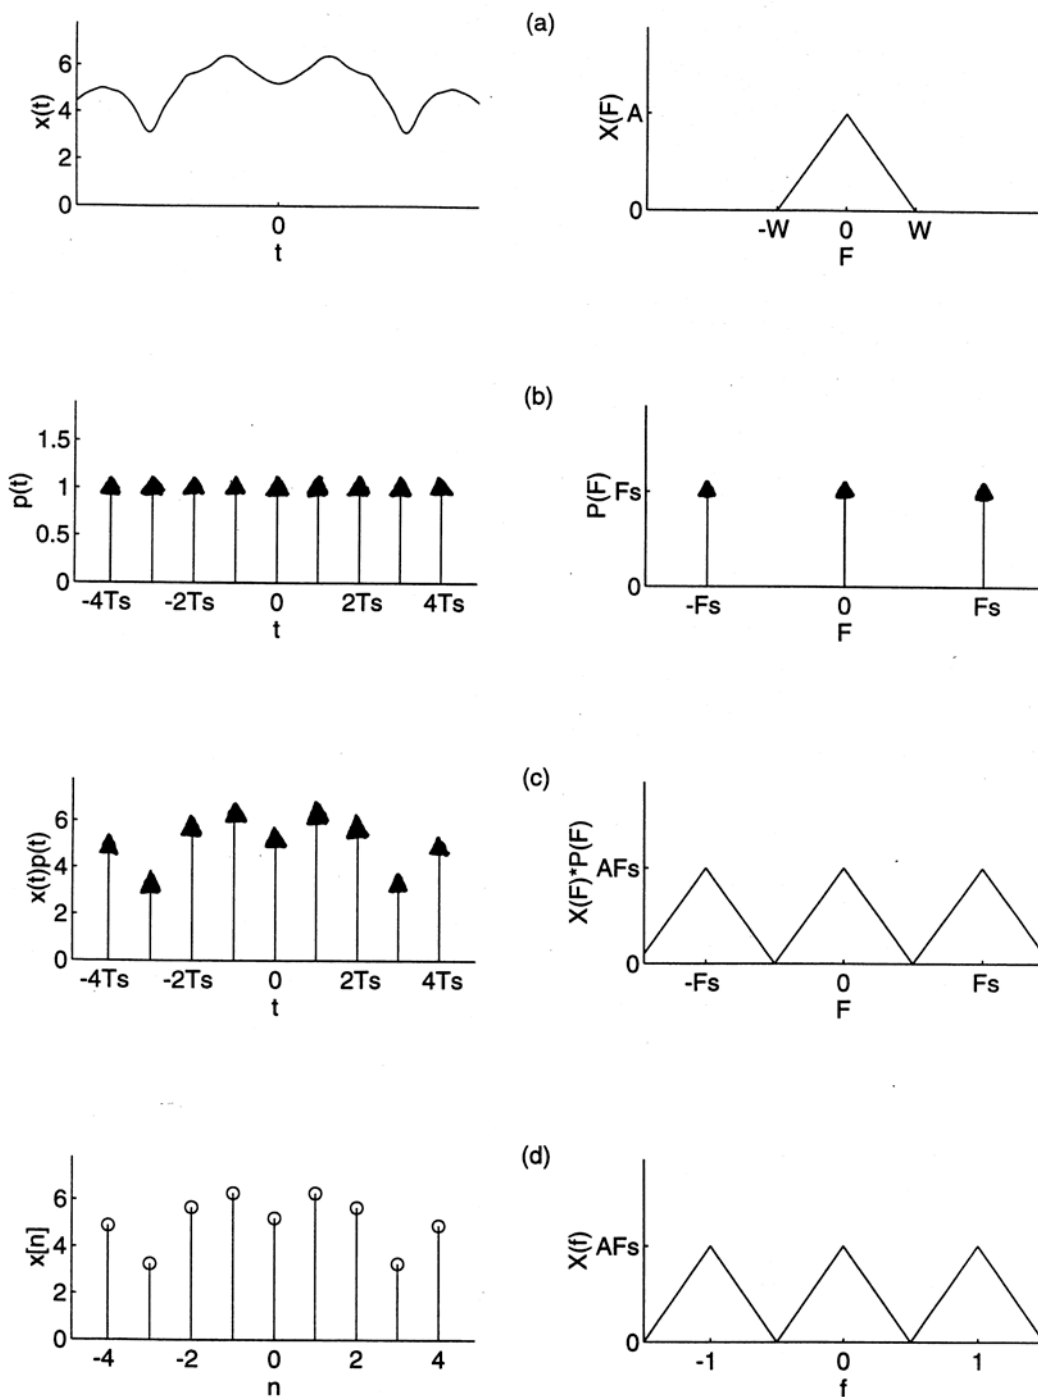 (a)
x(t)
6
4
2
0
0
t
X(F)
A
0
-W 0 W
F
(b)
p(t)
1.5
1
0.5
0
-4Ts -2Ts 0 2Ts 4Ts
t
P(F)
Fs
0
-Fs 0 Fs
F
(c)
x(t)p(t)
6
4
2
0
-4Ts -2Ts 0 2Ts 4Ts
t
X(F)*P(F)
AFs
0
-Fs 0 Fs
F
(d)
x[n]
6
4
2
0
-4 -2 0 2 4
n
X(f)
AFs
0
-1 0 1
f